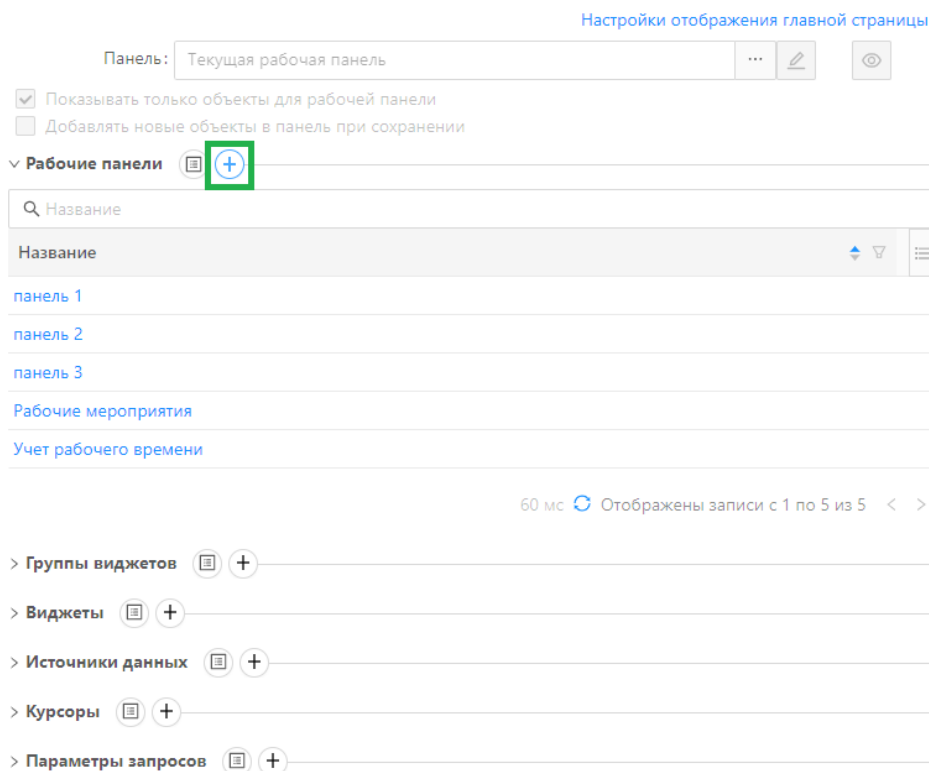 Настройки отображения главной страницы
Панель: Текущая рабочая панель ...
Показывать только объекты для рабочей панели
Добавлять новые объекты в панель при сохранении
Рабочие панели
Название
Название
панель 1
панель 2
панель 3
Рабочие мероприятия
Учет рабочего времени
60 мс Отображены записи с 1 по 5 из 5 < >
Группы виджетов
Виджеты
Источники данных
Курсоры
Параметры запросов